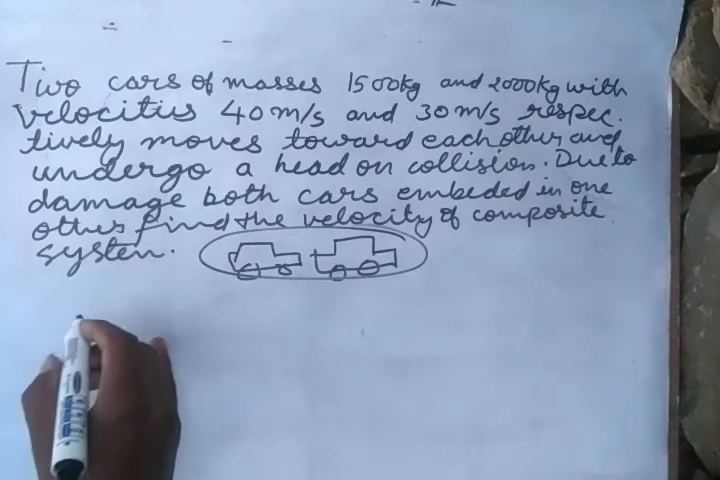 Two cars of masses 1500kg and 2000kg with
velocities 40m/s and 30m/s respec.
tively moves toward each other and
undergo a head on collision. Due to
damage both cars embeded in one
other find the velocity of composite
system.